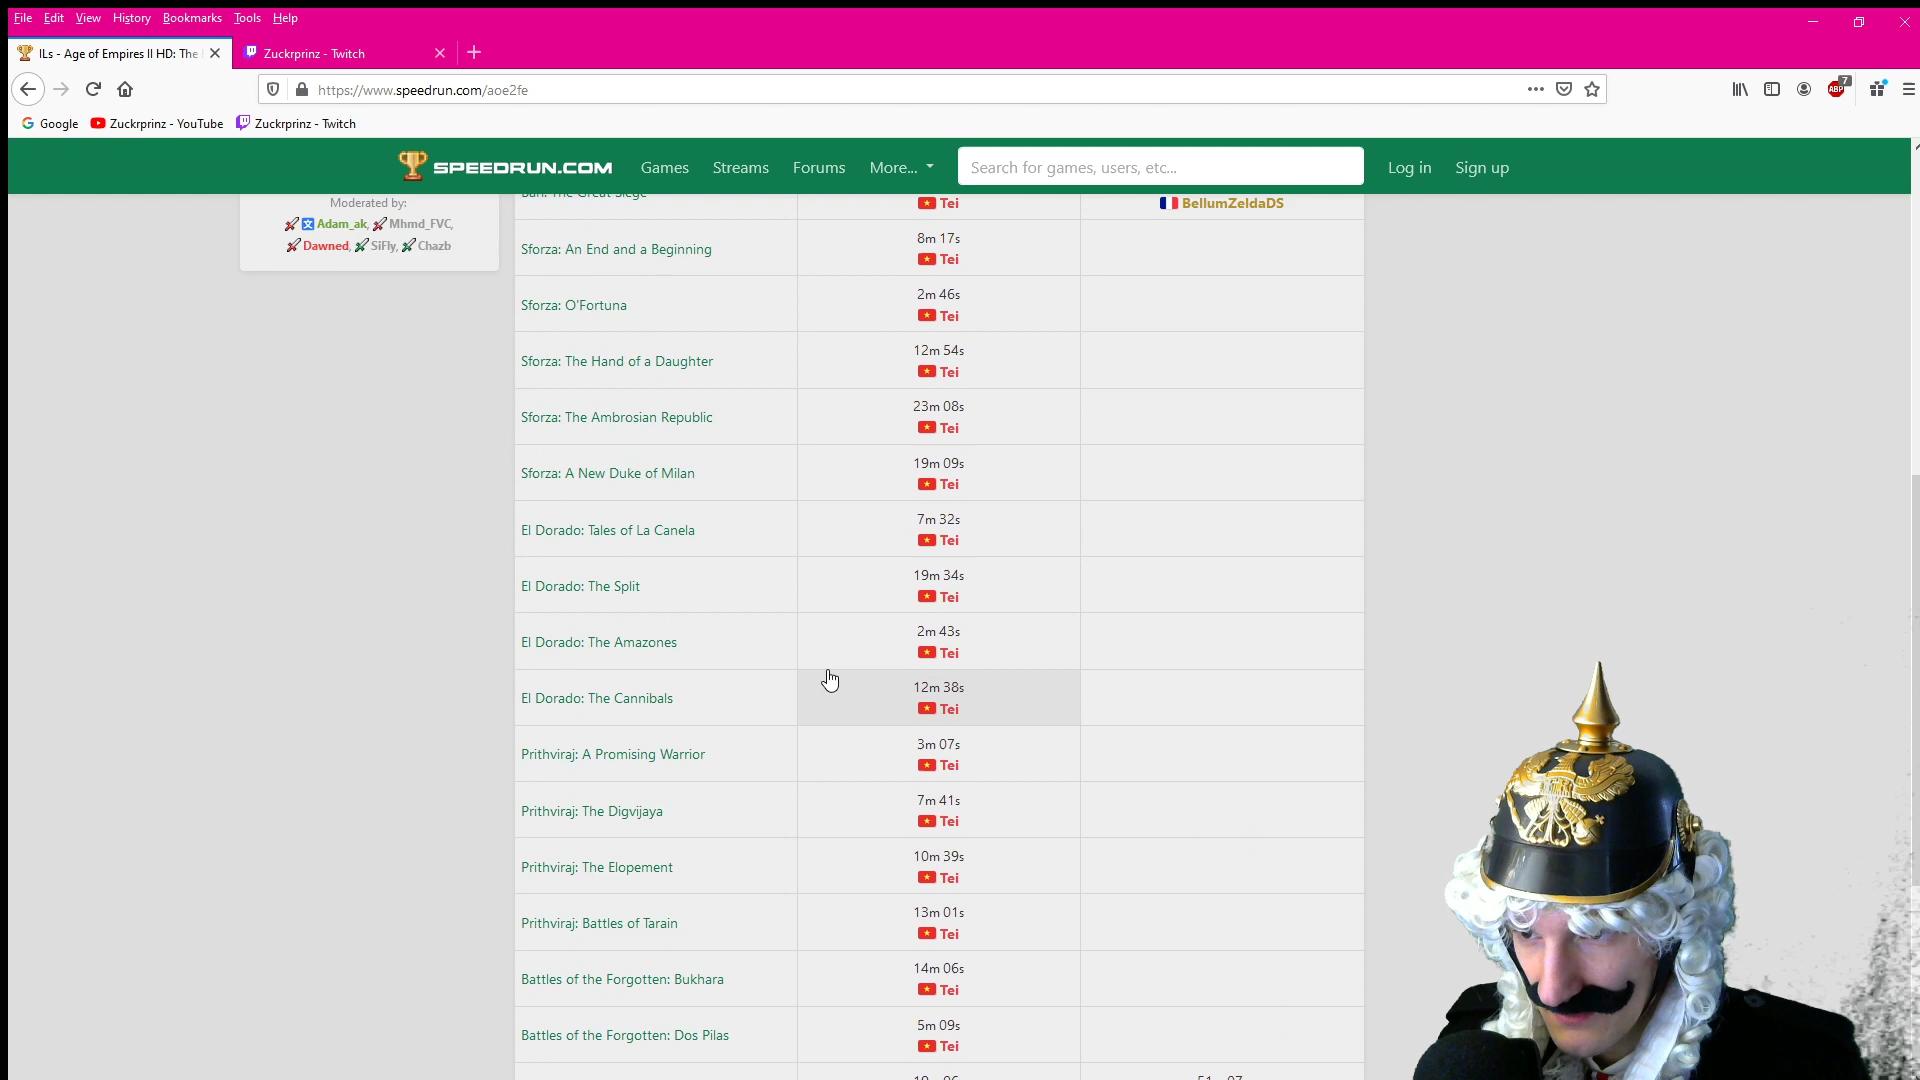 File Edit View History Bookmarks Tools Help
ILs - Age of Empires II HD: The
Zuckrprinz - Twitch
https://www.speedrun.com/aoe2fe
7
ABP
Google Zuckrprinz - YouTube Zuckrprinz - Twitch
SPEEDRUN.COM Games Streams Forums More... Search for games, users, etc... Log in Sign up
Moderated by:
Adam_ak, Mhmd_FVC,
Dawned, SiFly, Chazb
Bari: The Great Siege
Tei
BellumZeldaDS
Sforza: An End and a Beginning
8m 17s
Tei
Sforza: O'Fortuna
2m 46s
Tei
Sforza: The Hand of a Daughter
12m 54s
Tei
Sforza: The Ambrosian Republic
23m 08s
Tei
Sforza: A New Duke of Milan
19m 09s
Tei
El Dorado: Tales of La Canela
7m 32s
Tei
El Dorado: The Split
19m 34s
Tei
El Dorado: The Amazones
2m 43s
Tei
El Dorado: The Cannibals
12m 38s
Tei
Prithviraj: A Promising Warrior
3m 07s
Tei
Prithviraj: The Digvijaya
7m 41s
Tei
Prithviraj: The Elopement
10m 39s
Tei
Prithviraj: Battles of Tarain
13m 01s
Tei
Battles of the Forgotten: Bukhara
14m 06s
Tei
Battles of the Forgotten: Dos Pilas
5m 09s
Tei